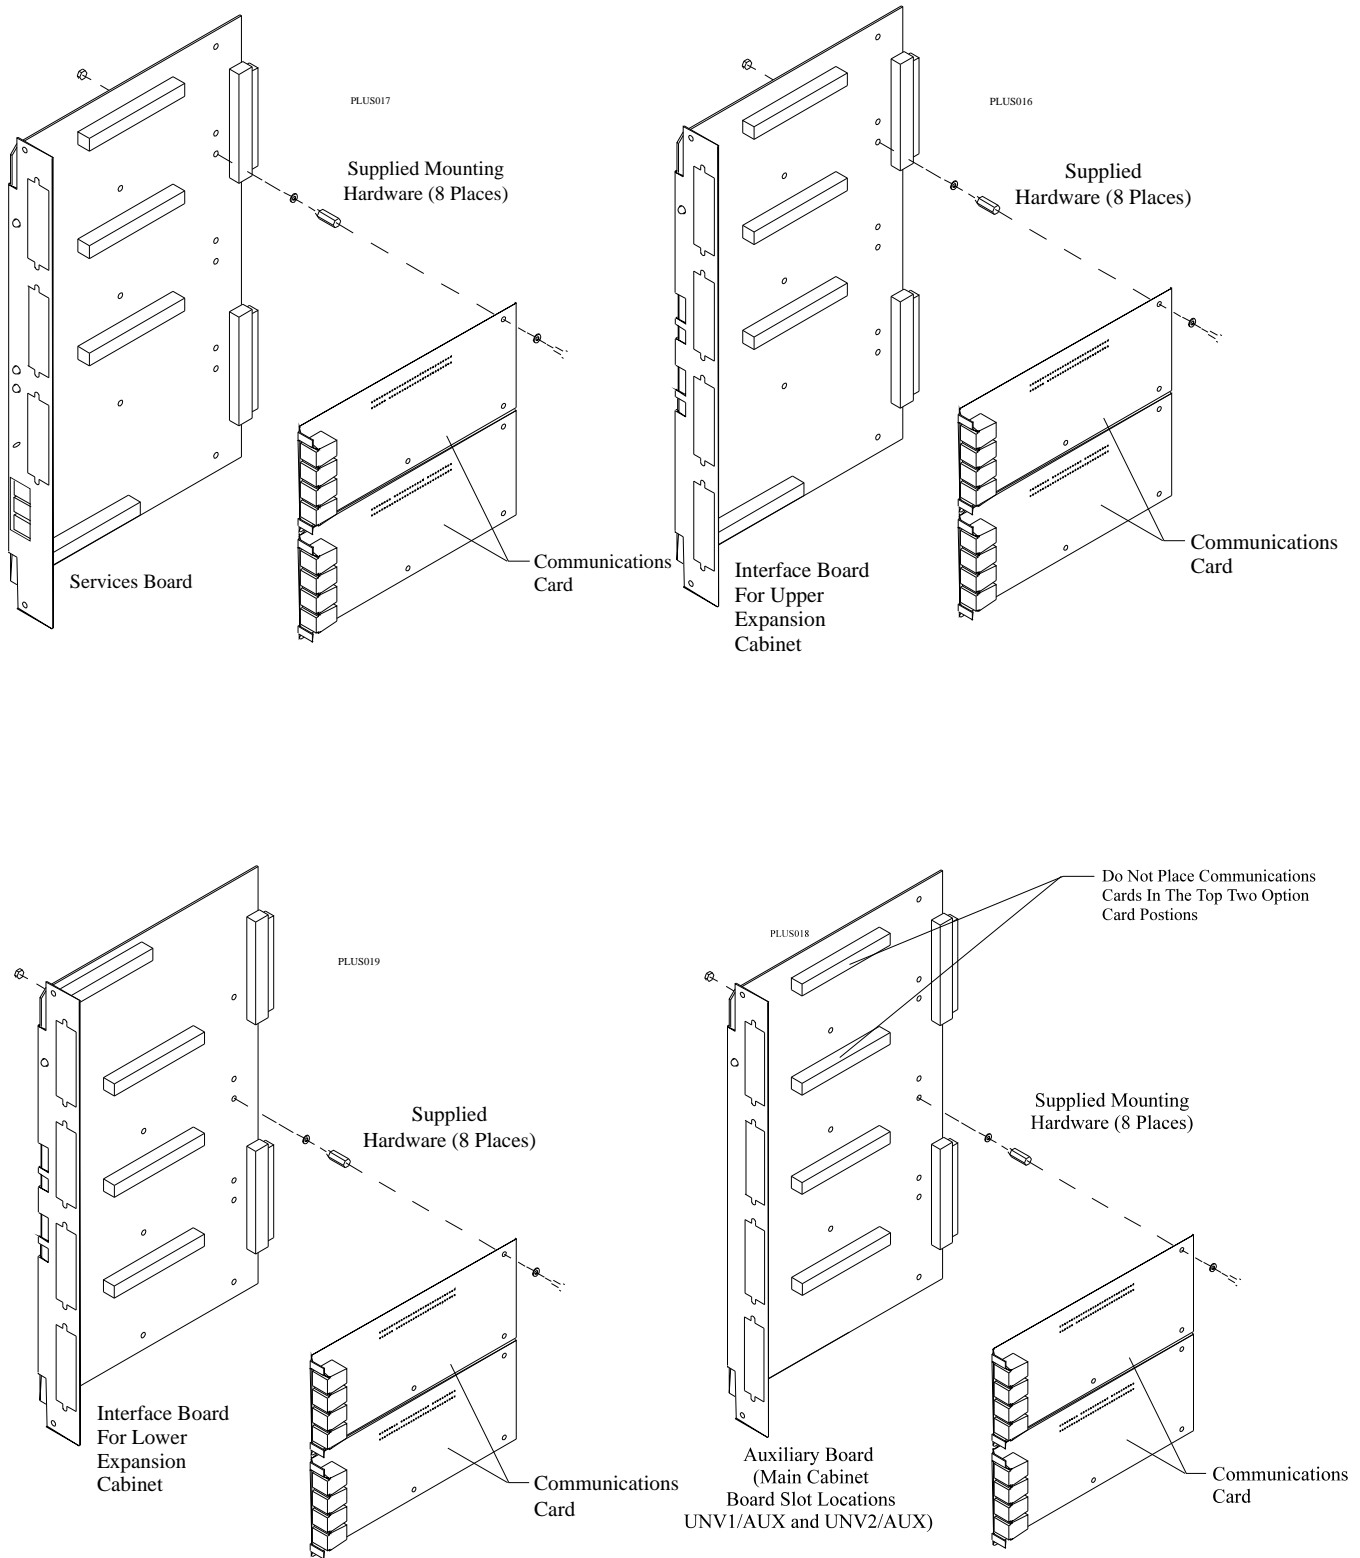 PLUS017
Supplied Mounting
Hardware (8 Places)
Communications
Card
Services Board
PLUS016
Supplied
Hardware (8 Places)
Communications
Card
Interface Board
For Upper
Expansion
Cabinet
PLUS019
Supplied
Hardware (8 Places)
Interface Board
For Lower
Expansion
Cabinet
Communications
Card
Do Not Place Communications
Cards In The Top Two Option
Card Postions
PLUS018
Supplied Mounting
Hardware (8 Places)
Auxiliary Board
(Main Cabinet
Board Slot Locations
UNV1/AUX and UNV2/AUX)
Communications
Card